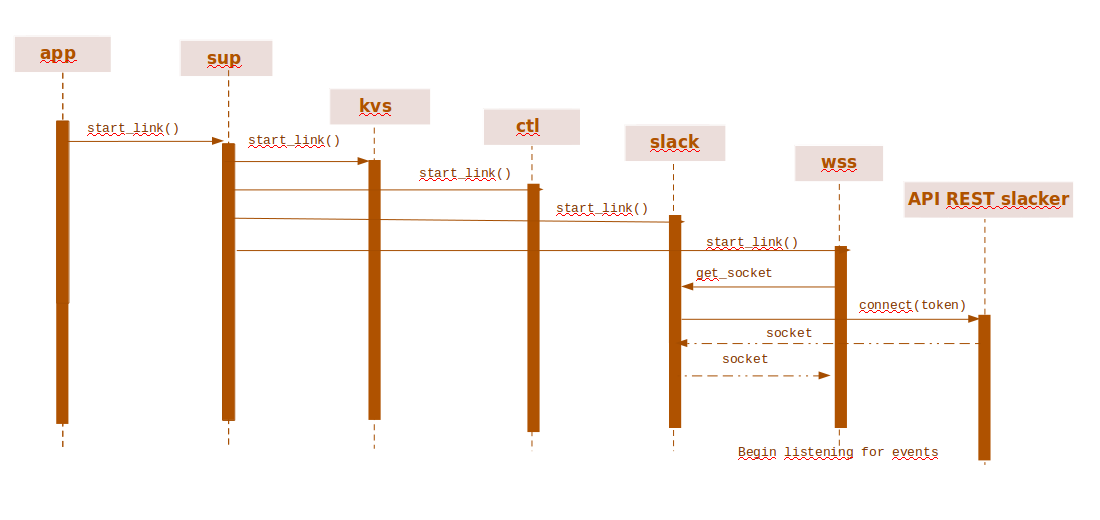 app
sup
kvs
ctl
slack
wss
API REST slacker
start_link()
start_link()
start_link()
start_link()
start_link()
get_socket
connect(token)
socket
socket
Begin listening for events